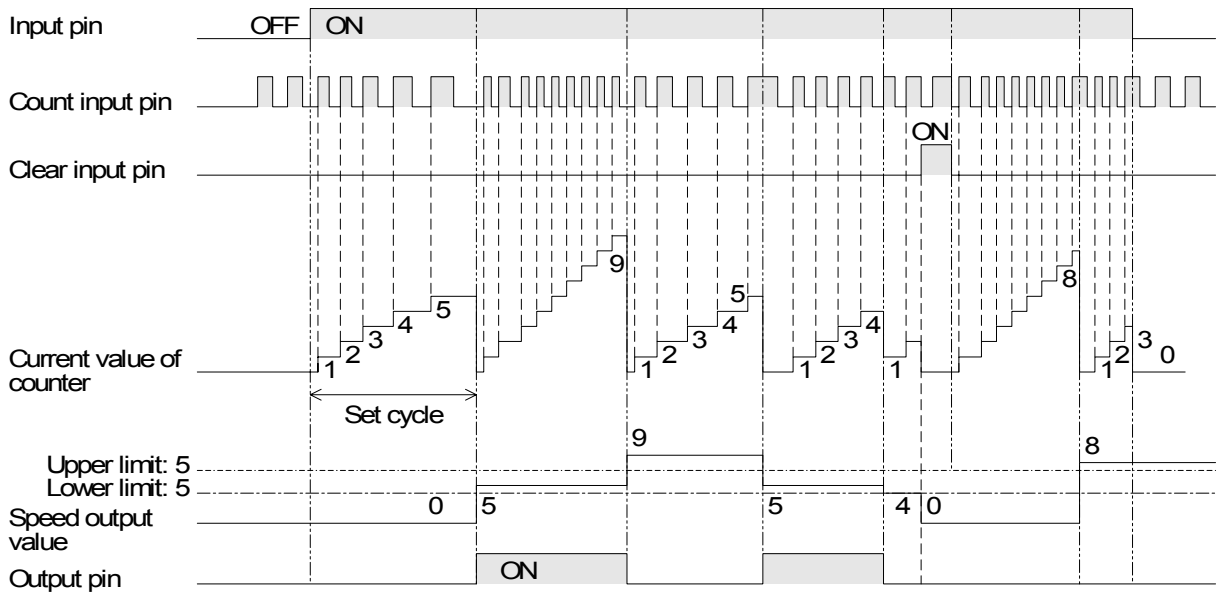 Input pin OFF ON
Count input pin
ON
Clear input pin
9
8
5 5
4 4 4
3 3 3
2 2 2 2 3
Current value of counter 1 1 1 1 1 0
Set cycle
9 8
Upper limit: 5
Lower limit: 5
Speed output value 0 5 5 4 0
Output pin ON